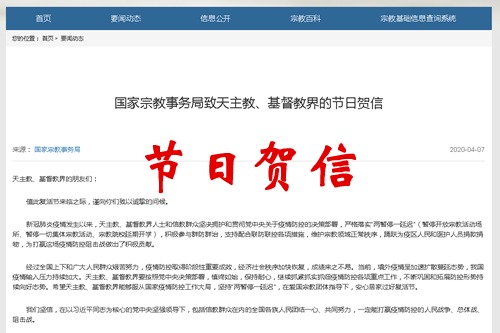 首页 要闻动态 信息公开 宗教百科 宗教基础信息查询系统
您的位置： 首页 > 要闻动态
国家宗教事务局致天主教、基督教界的节日贺信
节日贺信
来源： 国家宗教事务局 2020-04-07
天主教、基督教界的朋友们：
值此复活节来临之际，谨向你们致以诚挚的问候。
新冠肺炎疫情发生以来，天主教、基督教界人士和信教群众坚决拥护和贯彻党中央关于疫情防控的决策部署，严格落实“两暂停一延迟”（暂停开放宗教活动场
所、暂停一切集体宗教活动、宗教院校延期开学），积极参与群防群治，支持配合联防联控各项措施，维护宗教领域正常秩序，踊跃为疫区人民和医护人员捐款捐
物，为打赢这场疫情防控阻击战做出了积极贡献。
经过全国上下和广大人民群众艰苦努力，疫情防控取得阶段性重要成效，经济社会秩序加快恢复，成绩来之不易。当前，境外疫情呈加速扩散蔓延态势，我国
疫情输入压力持续加大。天主教、基督教要按照党中央决策部署，慎终如始，保持耐心，继续抓紧抓实抓细疫情防控各项重点工作，不断巩固和拓展防控形势持
续向好态势。希望天主教、基督教界能够服从国家疫情防控工作大局，坚持“两暂停一延迟”，在爱国宗教团体指导下，安心居家过好复活节。
我们坚信，在以习近平同志为核心的党中央坚强领导下，包括信教群众在内的全国各族人民团结一心、共同努力，一定能打赢疫情防控的人民战争、总体战、
阻击战。